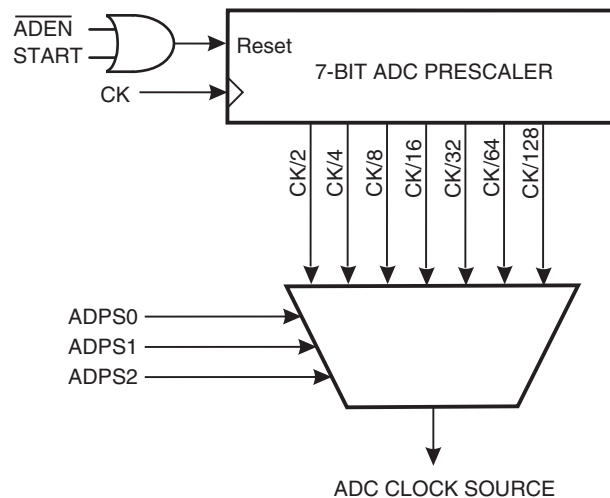 ADEN
START
Reset
7-BIT ADC PRESCALER
CK
CK/2
CK/4
CK/8
CK/16
CK/32
CK/64
CK/128
ADPS0
ADPS1
ADPS2
ADC CLOCK SOURCE